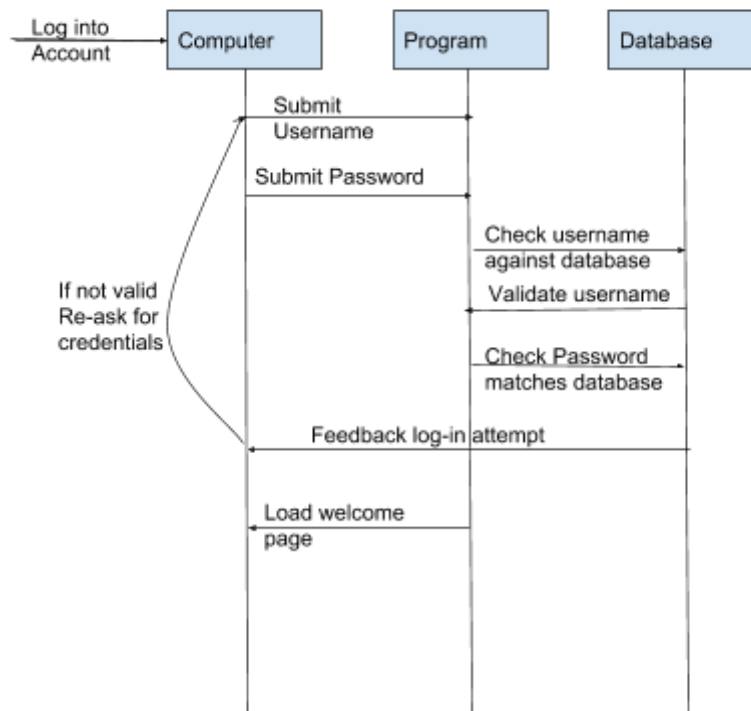 Log into
Account
Computer
Program
Database
Submit
Username
Submit Password
Check username
against database
If not valid
Re-ask for
credentials
Validate username
Check Password
matches database
Feedback log-in attempt
Load welcome
page